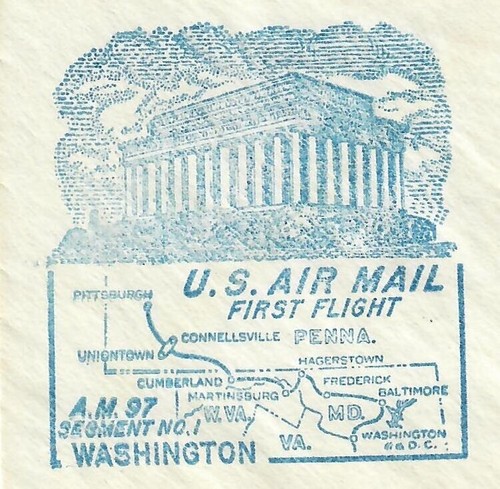 U.S. AIR MAIL
FIRST FLIGHT
PITTSBURGH
CONNELLSVILLE PENNA.
UNIONTOWN
HAGERSTOWN
CUMBERLAND FREDERICK
MARTINSBURG BALTIMORE
W.VA. MD.
A.M. 97
SEGMENT NO. 1
VA. WASHINGTON
D.C.
WASHINGTON